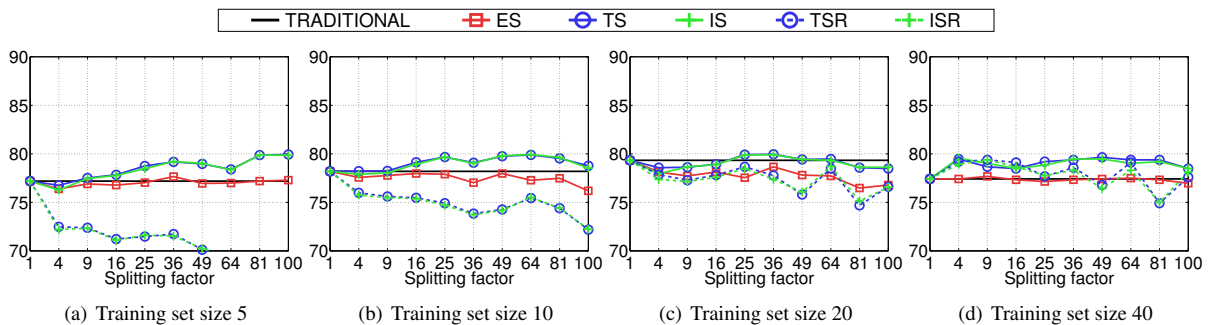 TRADITIONAL ES TS IS TSR ISR
90 85 80 75 70
1 4 9 16 25 36 49 64 81 100
Splitting factor
(a) Training set size 5
90 85 80 75 70
1 4 9 16 25 36 49 64 81 100
Splitting factor
(b) Training set size 10
90 85 80 75 70
1 4 9 16 25 36 49 64 81 100
Splitting factor
(c) Training set size 20
90 85 80 75 70
1 4 9 16 25 36 49 64 81 100
Splitting factor
(d) Training set size 40